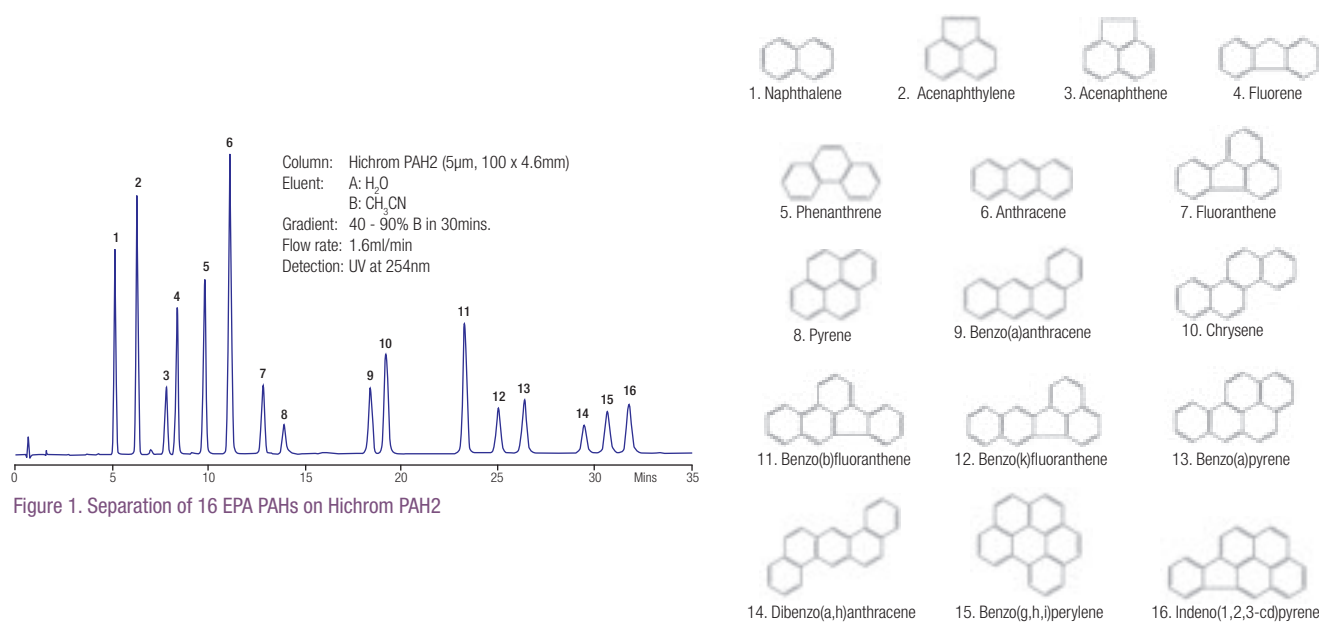 6
2
1
5
4
3
7
8
Column: Hichrom PAH2 (5µm, 100 x 4.6mm)
Eluent: A: H2O
B: CH3CN
Gradient: 40 - 90% B in 30mins.
Flow rate: 1.6ml/min
Detection: UV at 254nm
11
10
9
12
13
14
15
16
0 5 10 15 20 25 30 Mins 35
Figure 1. Separation of 16 EPA PAHs on Hichrom PAH2
1. Naphthalene
2. Acenaphthylene
3. Acenaphthene
4. Fluorene
5. Phenanthrene
6. Anthracene
7. Fluoranthene
8. Pyrene
9. Benzo(a)anthracene
10. Chrysene
11. Benzo(b)fluoranthene
12. Benzo(k)fluoranthene
13. Benzo(a)pyrene
14. Dibenzo(a,h)anthracene
15. Benzo(g,h,i)perylene
16. Indeno(1,2,3-cd)pyrene